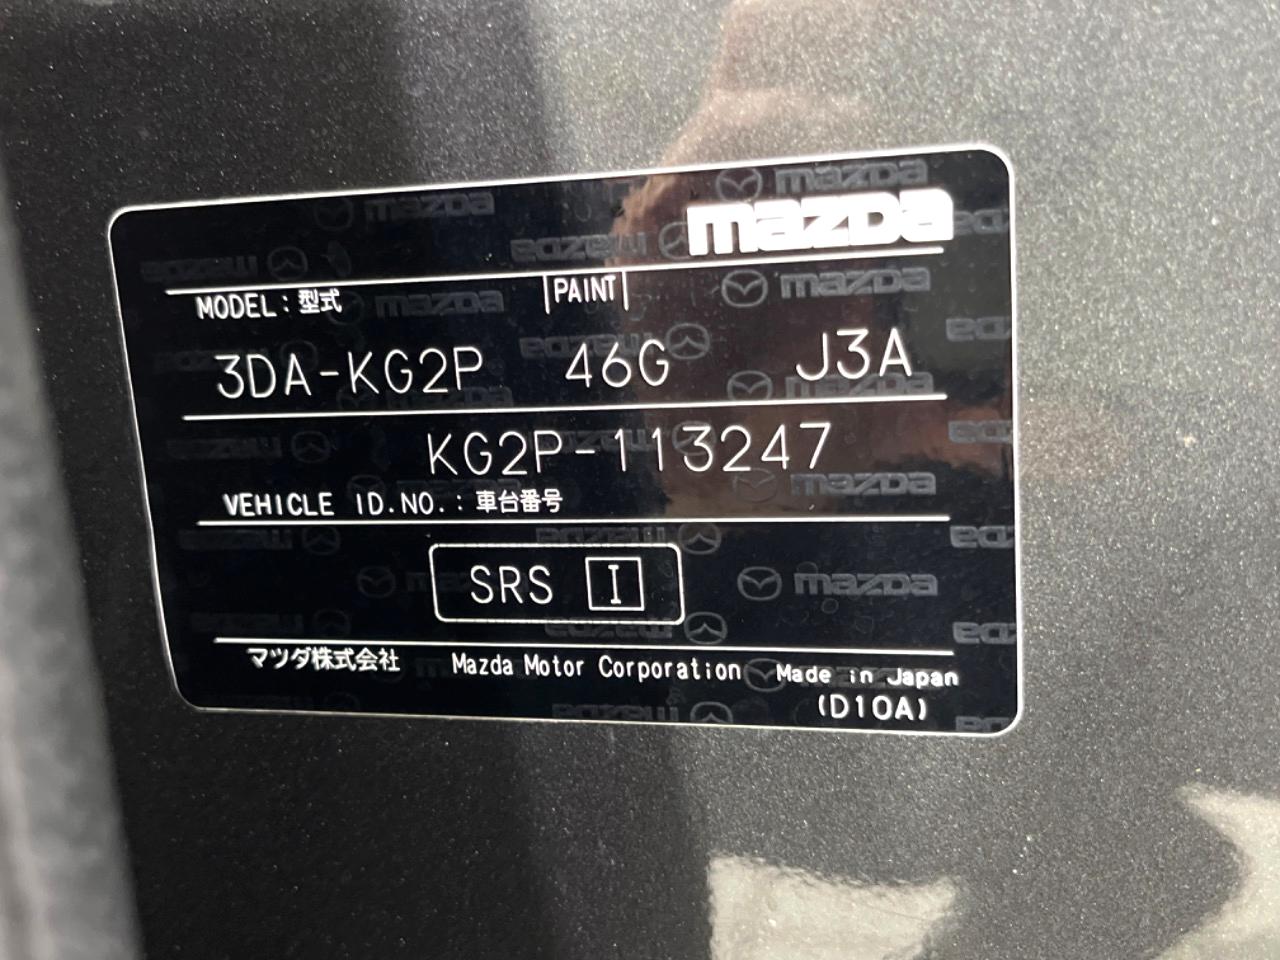 mazda
MODEL：型式 PAINT
3DA-KG2P 46G J3A
KG2P-113247
VEHICLE ID.NO.：車台番号
SRS I
マツダ株式会社 Mazda Motor Corporation Made in Japan
(D10A)